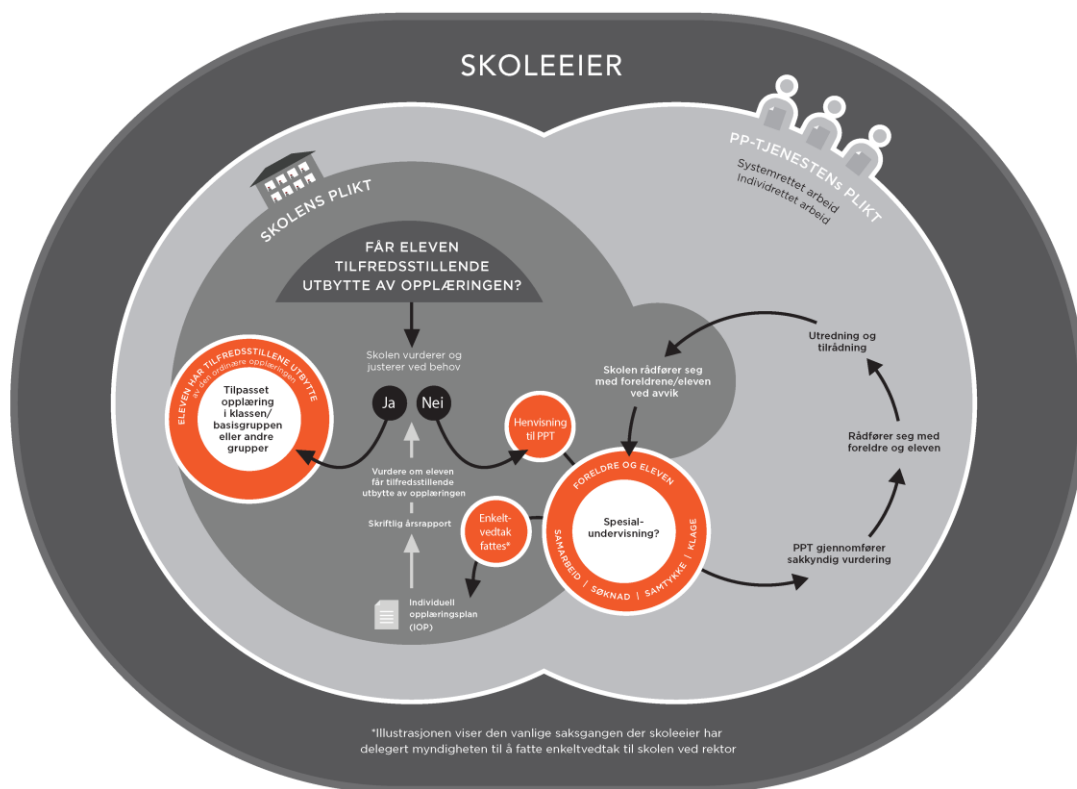 SKOLEEIER
PP-TJENESTENs PLIKT
Systemrettet arbeid
Individrettet arbeid
SKOLENS PLIKT
FÅR ELEVEN
TILFREDSSTILLENDE
UTBYTTE AV OPPLÆRINGEN?
Skolen vurderer og
justerer ved behov
Ja
Nei
ELEVEN HAR TILFREDSSTILLENE UTBYTTE
av den ordinære opplæringen
Tilpasset
opplæring
i klassen/
basisgruppen
eller andre
grupper
Henvisning
til PPT
Vurdere om eleven
får tilfredsstillende
utbytte av opplæringen
Skriftlig årsrapport
Enkelt-
vedtak
fattes*
Individuell
opplæringsplan
(IOP)
Skolen rådfører seg
med foreldrene/eleven
ved avvik
FORELDRE OG ELEVEN
Spesial-
undervisning?
SAMARBEID | SØKNAD | SAMTYKKE | KLAGE
PPT gjennomfører
sakkyndig vurdering
Rådfører seg med
foreldre og eleven
Utredning og
tilrådning
*Illustrasjonen viser den vanlige saksgangen der skoleeier har
delegert myndigheten til å fatte enkeltvedtak til skolen ved rektor